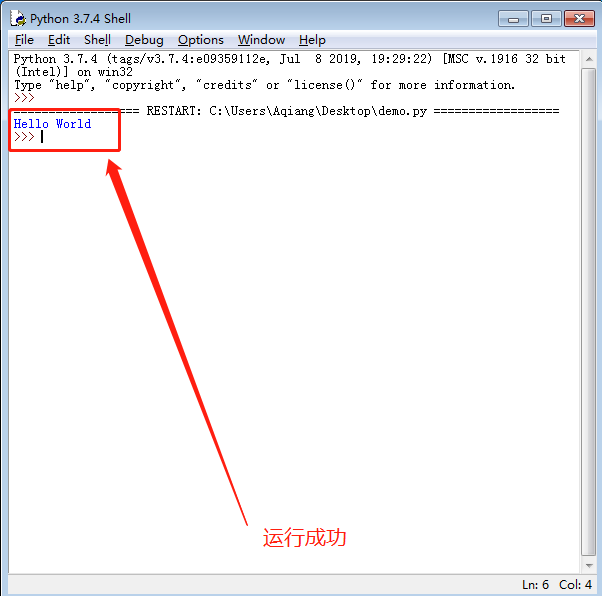 Python 3.7.4 Shell
File Edit Shell Debug Options Window Help
Python 3.7.4 (tags/v3.7.4:e09359112e, Jul  8 2019, 19:29:22) [MSC v.1916 32 bit
(Intel)] on win32
Type "help", "copyright", "credits" or "license()" for more information.
>>>
=================== RESTART: C:\Users\Aqiang\Desktop\demo.py ==================
Hello World
>>>
运行成功
Ln: 6 Col: 4